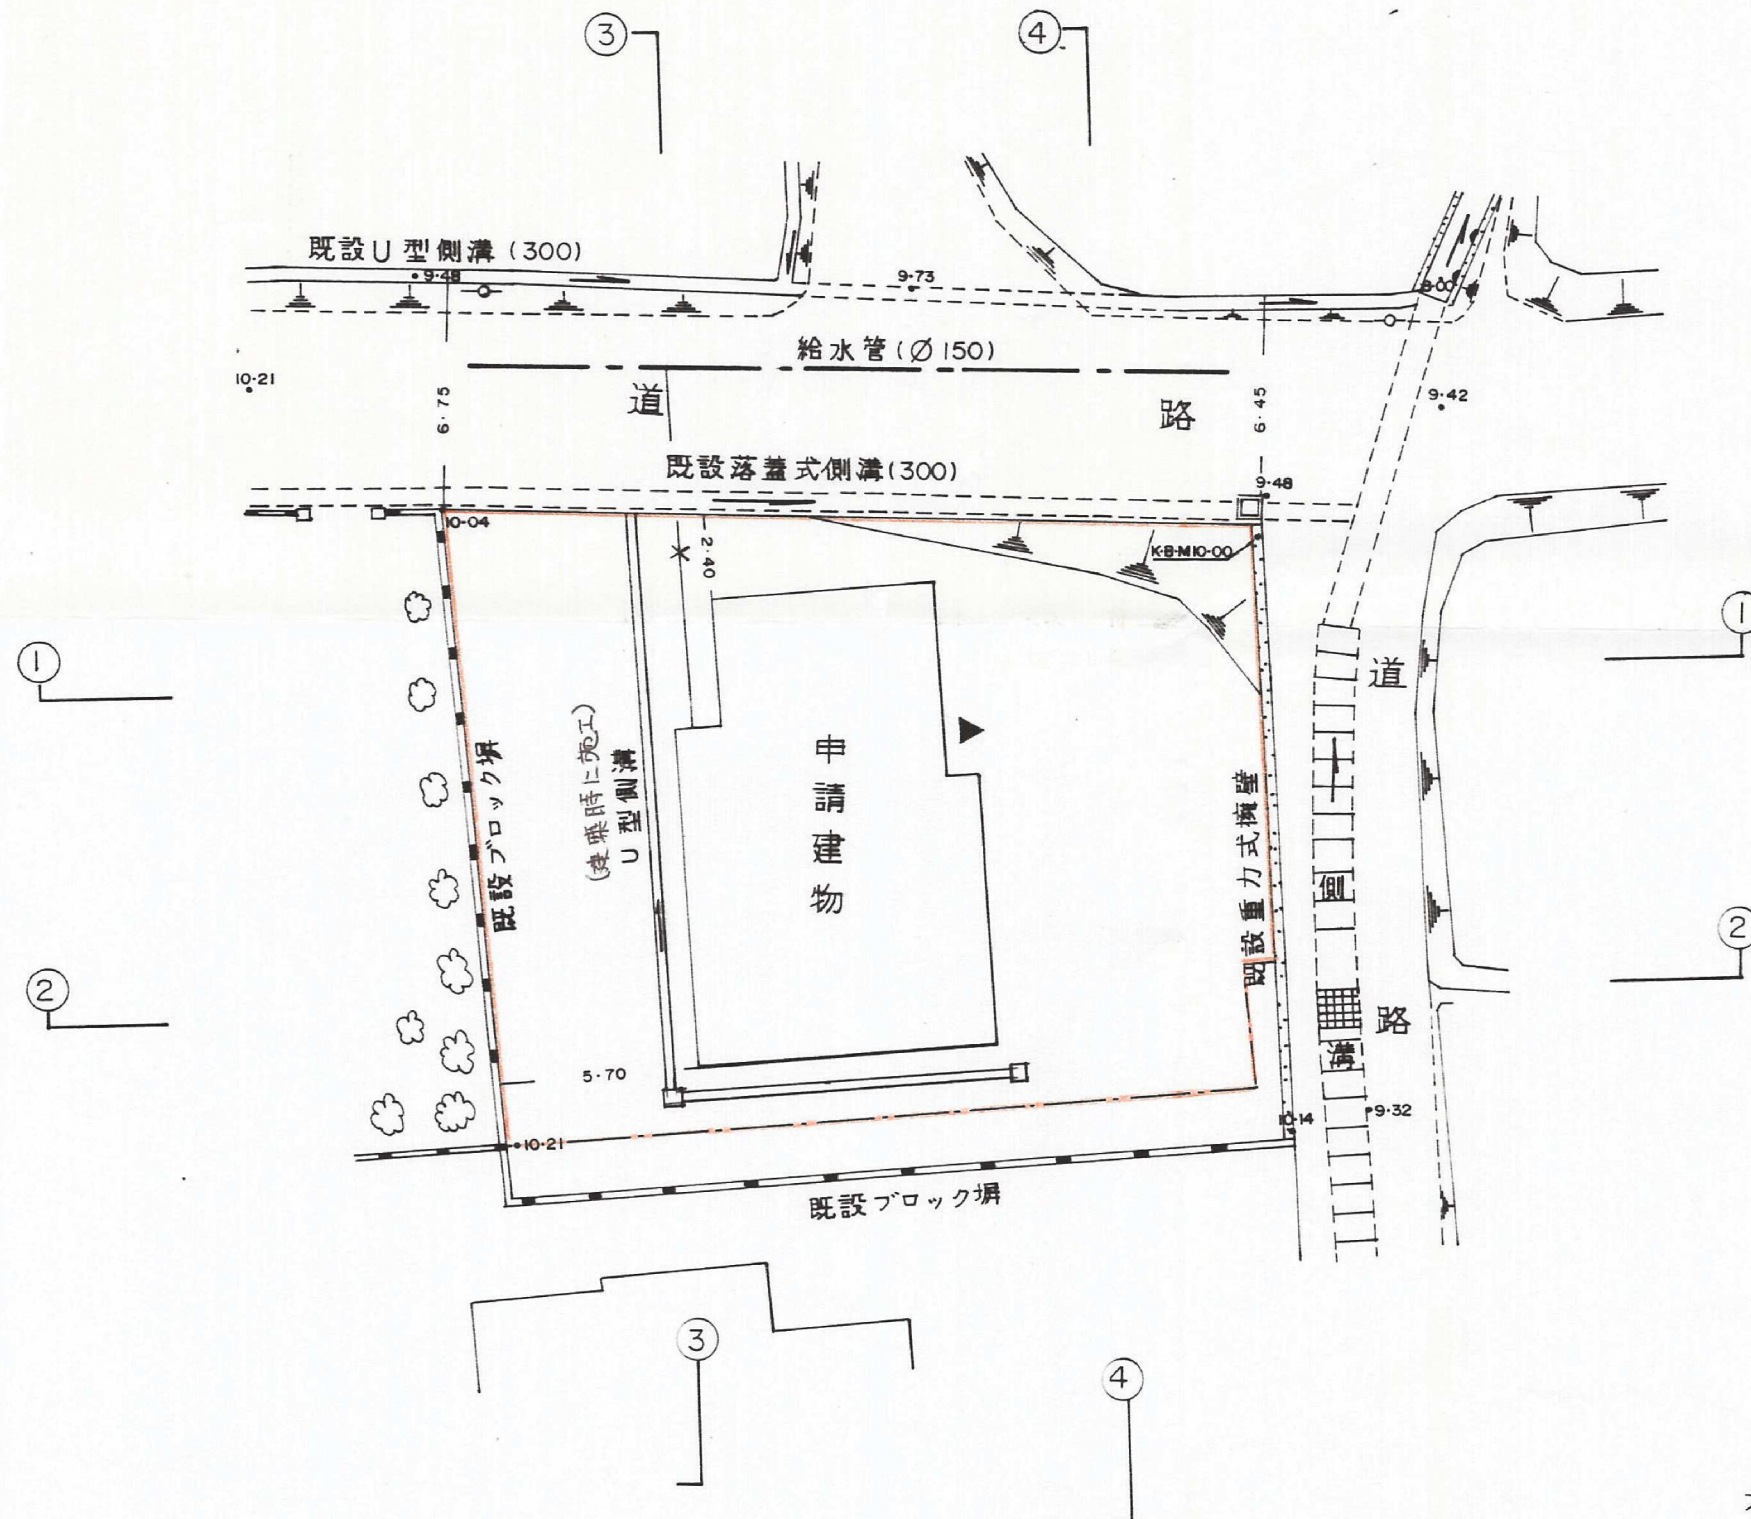 ③
④
既設U型側溝(300)
9·48
9·73
8·00
給水管(Ø150)
10·21
6·75
道
路
6·45
9·42
既設落蓋式側溝(300)
9·48
10·04
2·40
K·B·M10·00
①
①
道
既設ブロック塀
(建築時に施工)
U型側溝
申請建物
既設重力式擁壁
側
②
②
路
溝
5·70
10·21
10·14
9·32
既設ブロック塀
③
④